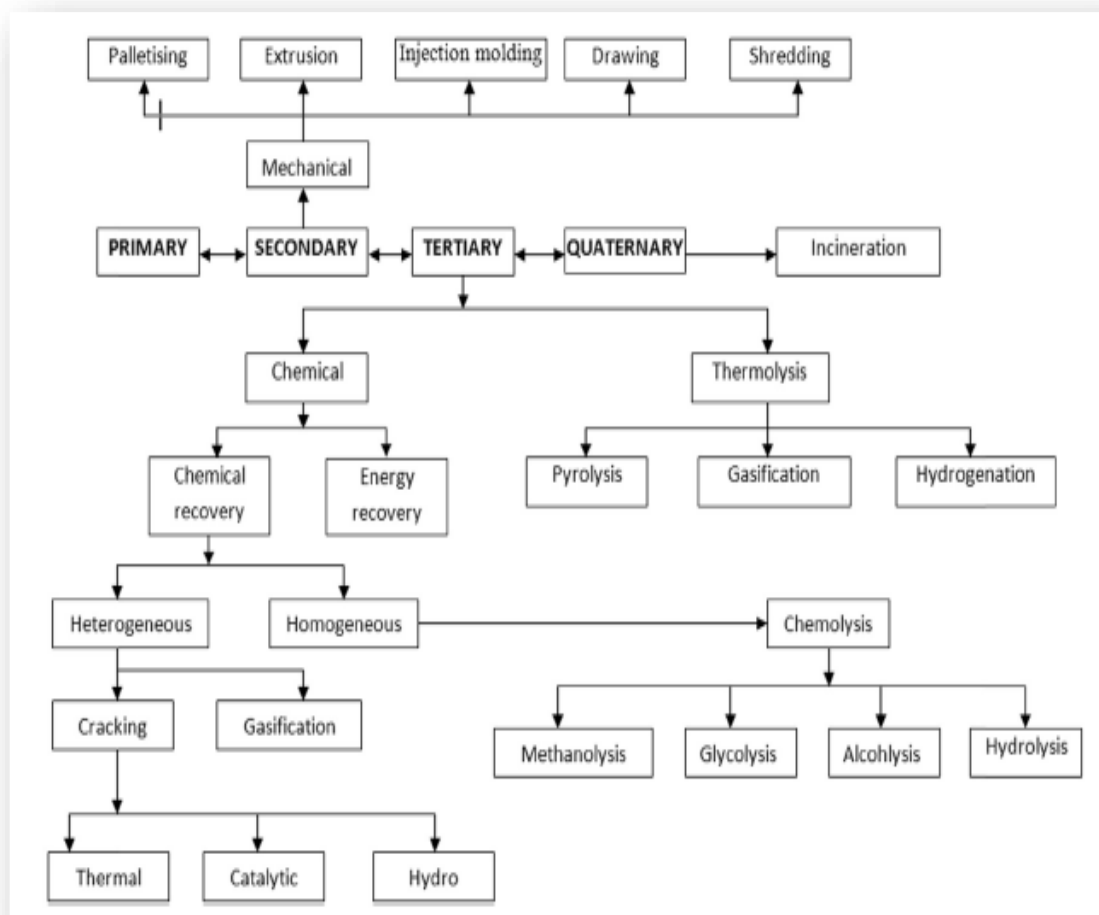 Palletising
Extrusion
Injection molding
Drawing
Shredding
Mechanical
PRIMARY
SECONDARY
TERTIARY
QUATERNARY
Incineration
Chemical
Thermolysis
Chemical
recovery
Energy
recovery
Pyrolysis
Gasification
Hydrogenation
Heterogeneous
Homogeneous
Chemolysis
Cracking
Gasification
Methanolysis
Glycolysis
Alcohlysis
Hydrolysis
Thermal
Catalytic
Hydro